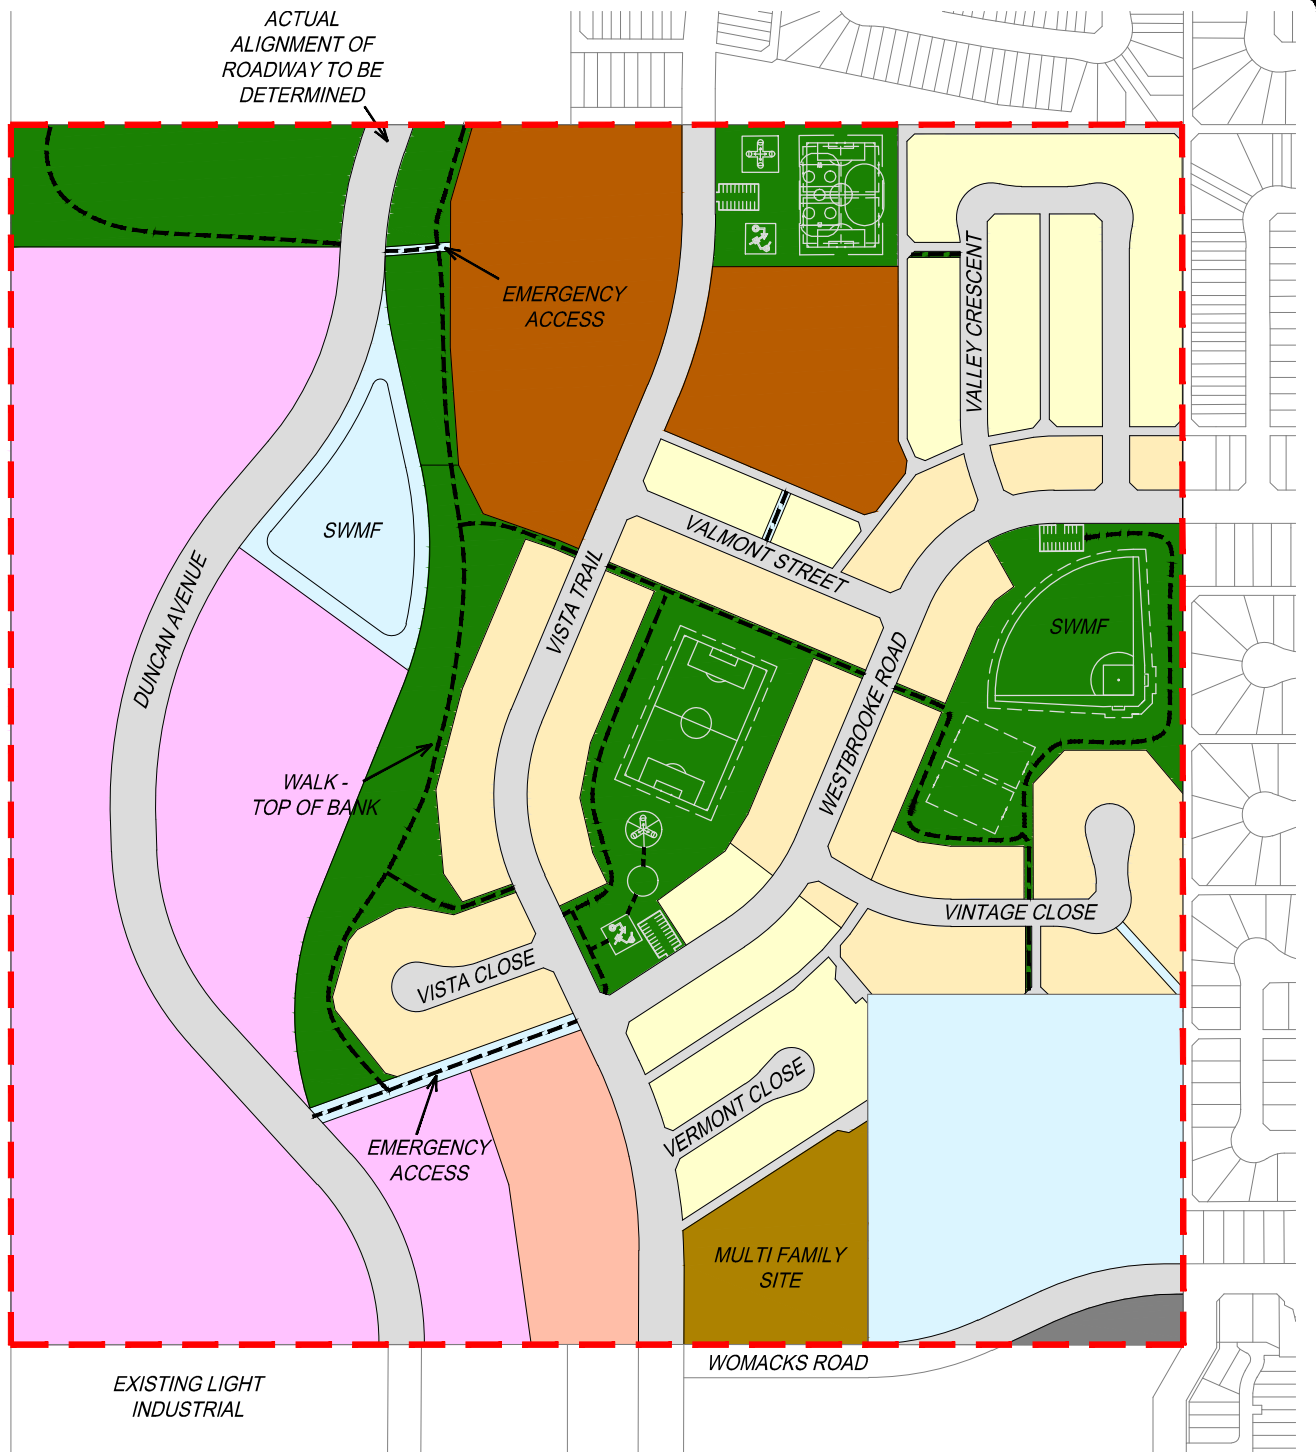 ACTUAL
ALIGNMENT OF
ROADWAY TO BE
DETERMINED
EMERGENCY
ACCESS
VALLEY CRESCENT
SWMF
VALMONT STREET
VISTA TRAIL
DUNCAN AVENUE
SWMF
WESTBROOKE ROAD
WALK -
TOP OF BANK
VINTAGE CLOSE
VISTA CLOSE
VERMONT CLOSE
EMERGENCY
ACCESS
MULTI FAMILY
SITE
WOMACKS ROAD
EXISTING LIGHT
INDUSTRIAL